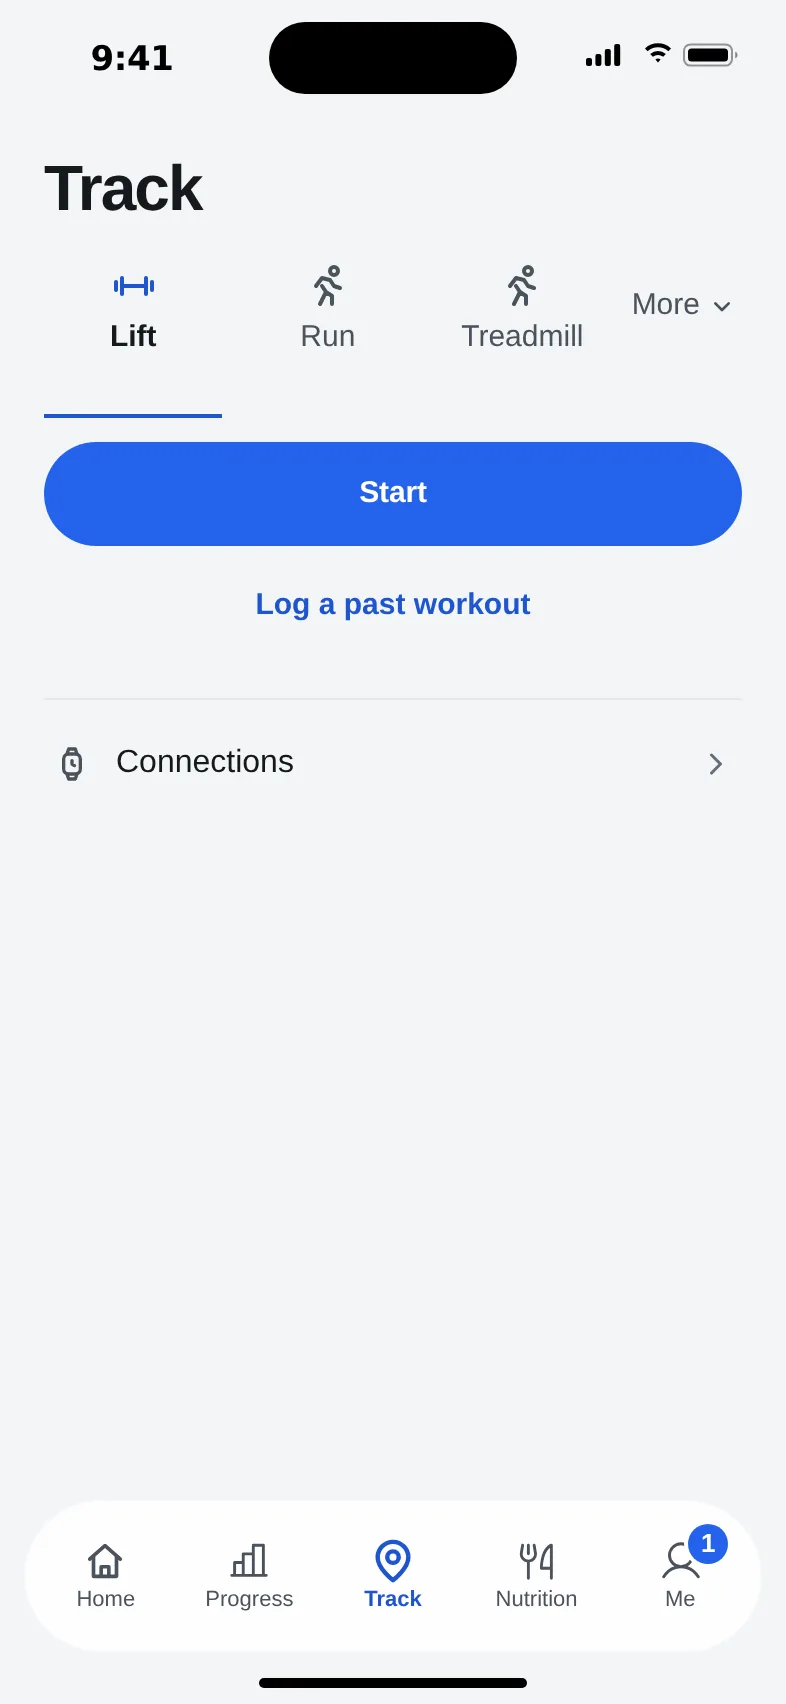 9:41
Track
Lift
Run
Treadmill
More
Start
Log a past workout
Connections
Home
Progress
Track
Nutrition
Me
1